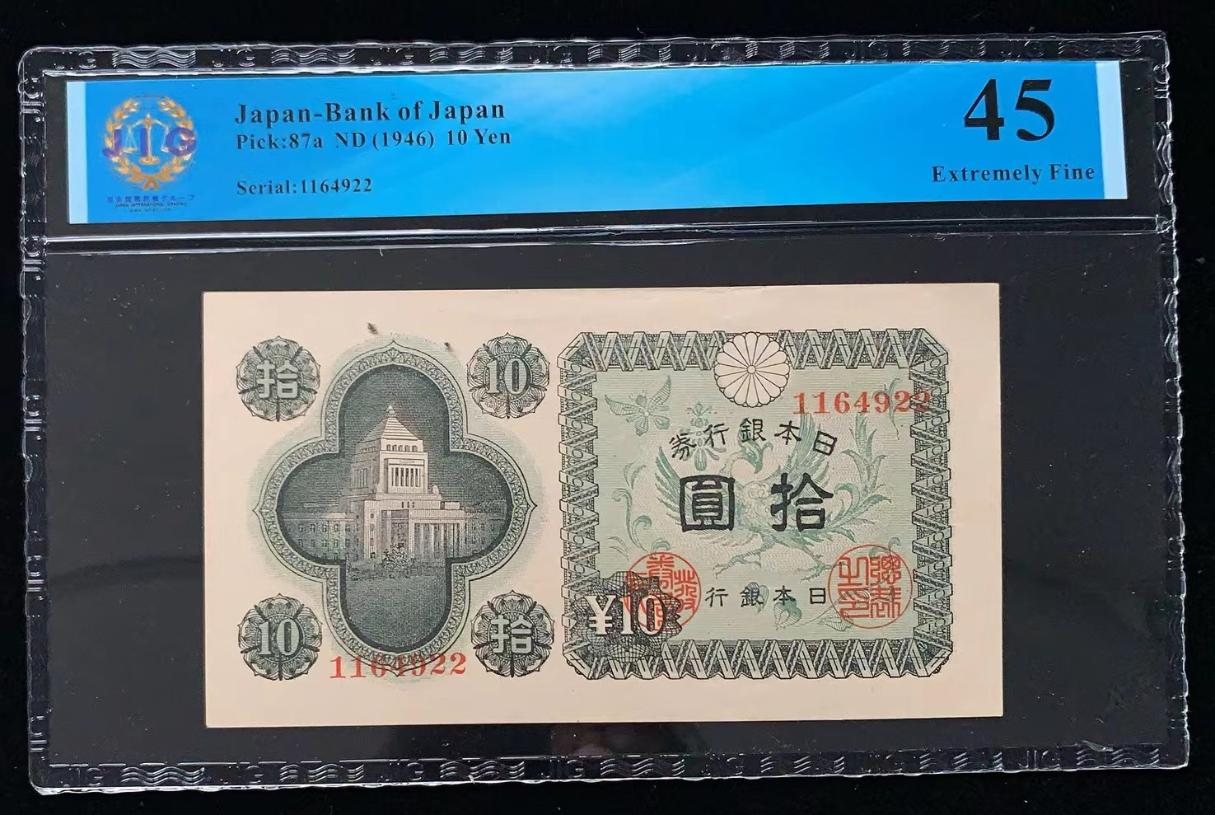 JIG
Japan-Bank of Japan
Pick:87a ND (1946) 10 Yen
Serial:1164922
45
Extremely Fine
拾
10
1164922
券行銀本日
圓拾
¥10
行銀本日
10
拾
1164922